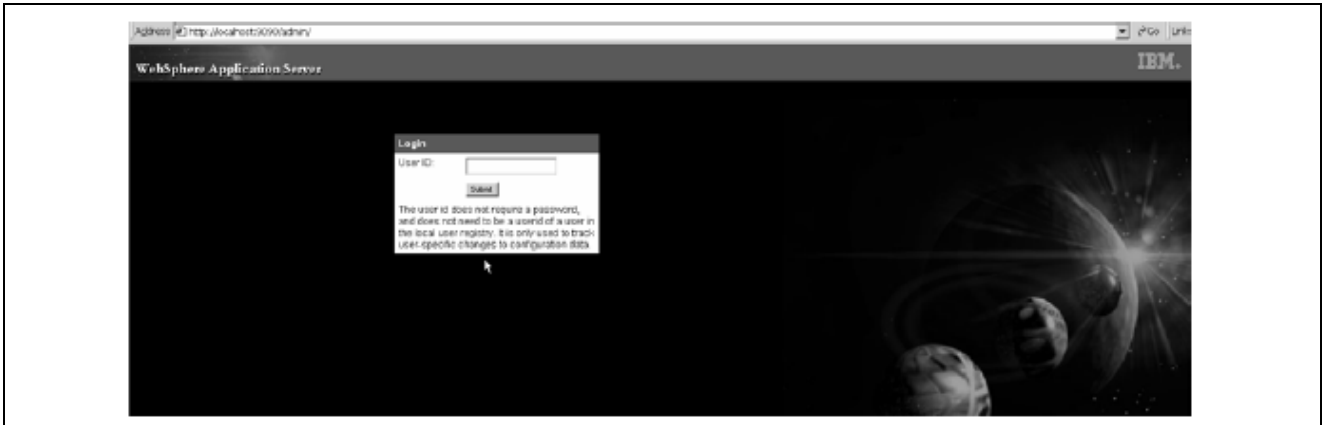 Address http://localhost:9090/admin/ Go Links
WebSphere Application Server
IBM.
Login
User ID:
Submit
The user id does not require a password,
and does not need to be a userid of a user in
the local user registry. It is only used to track
user-specific changes to configuration data.